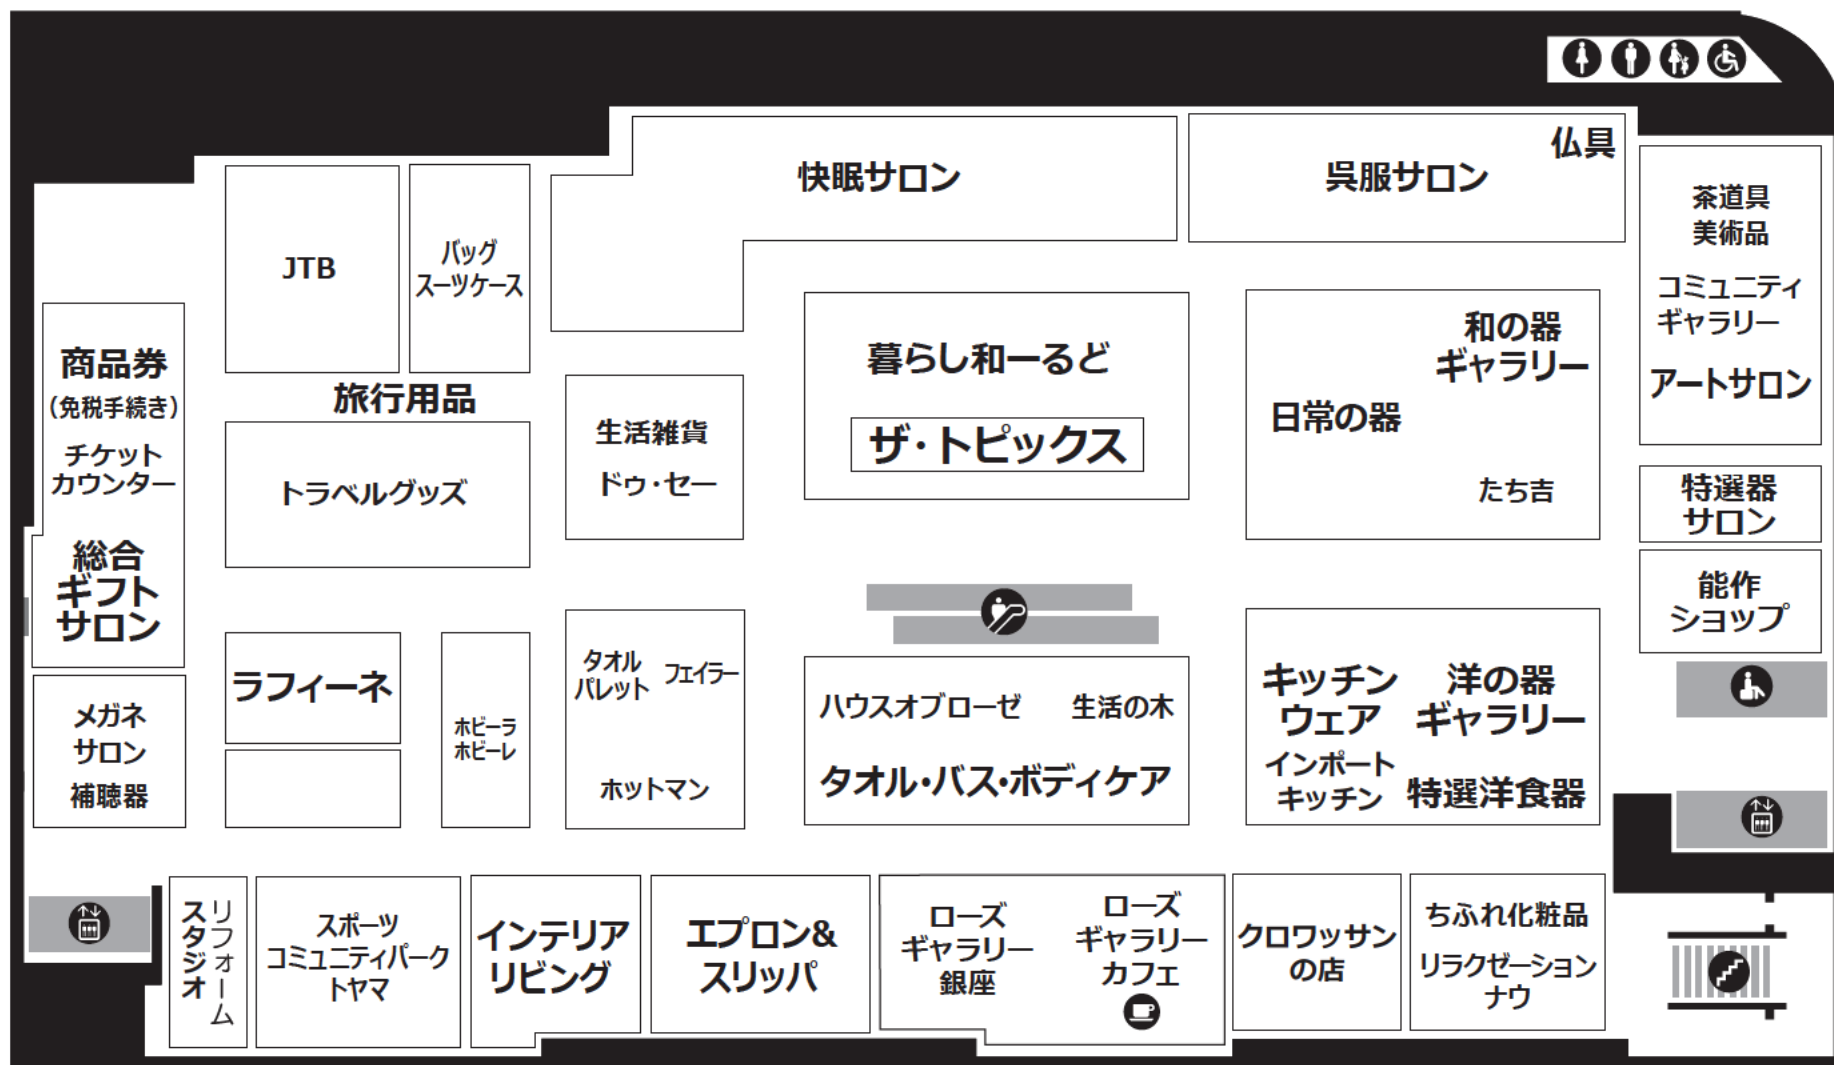 快眠サロン
呉服サロン
仏具
茶道具
美術品
コミュニティ
ギャラリー
アートサロン
JTB
バッグ
スーツケース
旅行用品
トラベルグッズ
商品券
(免税手続き)
チケット
カウンター
総合
ギフト
サロン
生活雑貨
ドゥ・セー
暮らし和ーるど
ザ・トピックス
和の器
ギャラリー
日常の器
たち吉
特選器
サロン
能作
ショップ
メガネ
サロン
補聴器
ラフィーネ
ホビーラ
ホビーレ
タオル
パレット
フェイラー
ホットマン
ハウスオブローゼ
生活の木
タオル・バス・ボディケア
キッチン
ウェア
洋の器
ギャラリー
インポート
キッチン
特選洋食器
リフォーム
スタジオ
スポーツ
コミュニティパーク
トヤマ
インテリア
リビング
エプロン&
スリッパ
ローズ
ギャラリー
銀座
ローズ
ギャラリー
カフェ
クロワッサン
の店
ちふれ化粧品
リラクゼーション
ナウ